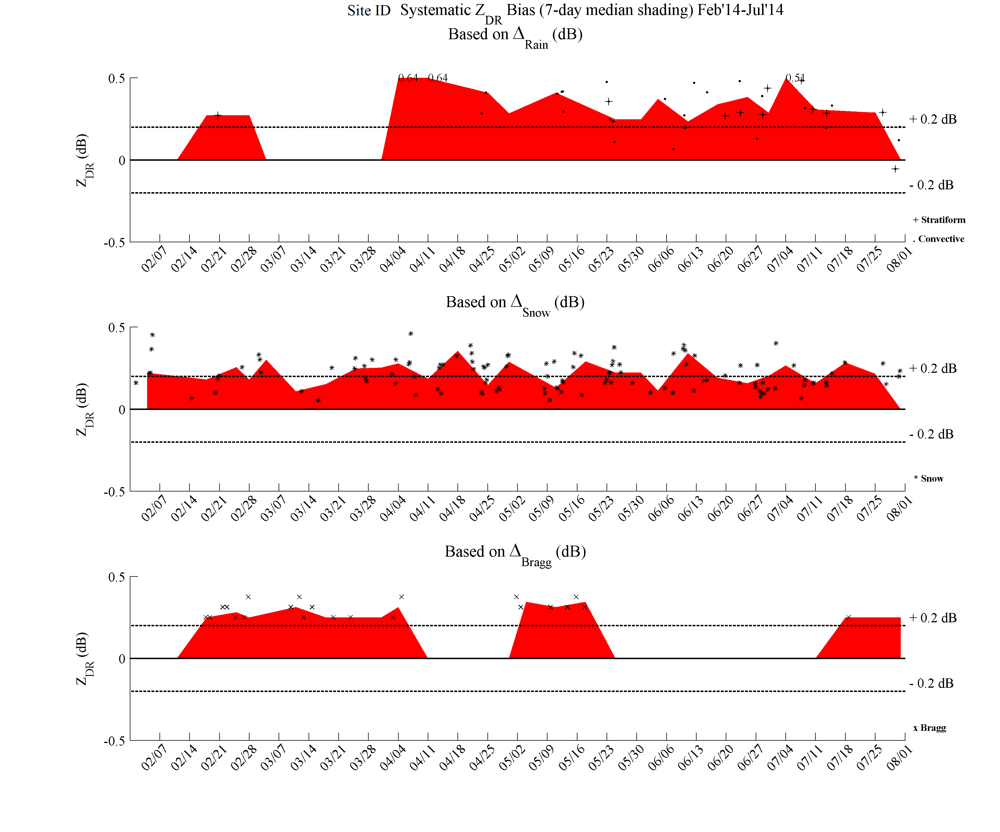 Site ID Systematic Z_DR Bias (7-day median shading) Feb'14-Jul'14
Based on Δ_Rain (dB)
0.5
0.64 0.64 0.51
+ 0.2 dB
Z_DR (dB)
0
- 0.2 dB
+ Stratiform
. Convective
-0.5
02/07 02/14 02/21 02/28 03/07 03/14 03/21 03/28 04/04 04/11 04/18 04/25 05/02 05/09 05/16 05/23 05/30 06/06 06/13 06/20 06/27 07/04 07/11 07/18 07/25 08/01
Based on Δ_Snow (dB)
0.5
+ 0.2 dB
Z_DR (dB)
0
- 0.2 dB
* Snow
-0.5
02/07 02/14 02/21 02/28 03/07 03/14 03/21 03/28 04/04 04/11 04/18 04/25 05/02 05/09 05/16 05/23 05/30 06/06 06/13 06/20 06/27 07/04 07/11 07/18 07/25 08/01
Based on Δ_Bragg (dB)
0.5
+ 0.2 dB
Z_DR (dB)
0
- 0.2 dB
x Bragg
-0.5
02/07 02/14 02/21 02/28 03/07 03/14 03/21 03/28 04/04 04/11 04/18 04/25 05/02 05/09 05/16 05/23 05/30 06/06 06/13 06/20 06/27 07/04 07/11 07/18 07/25 08/01